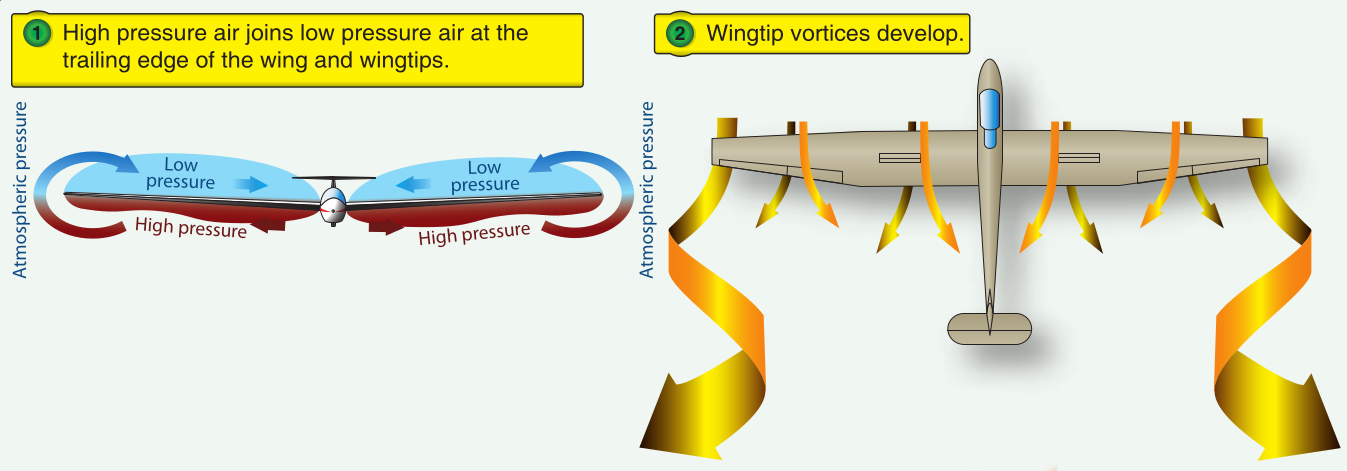 1 High pressure air joins low pressure air at the
trailing edge of the wing and wingtips.
Atmospheric pressure
Low
pressure
Low
pressure
High pressure
High pressure
2 Wingtip vortices develop.
Atmospheric pressure